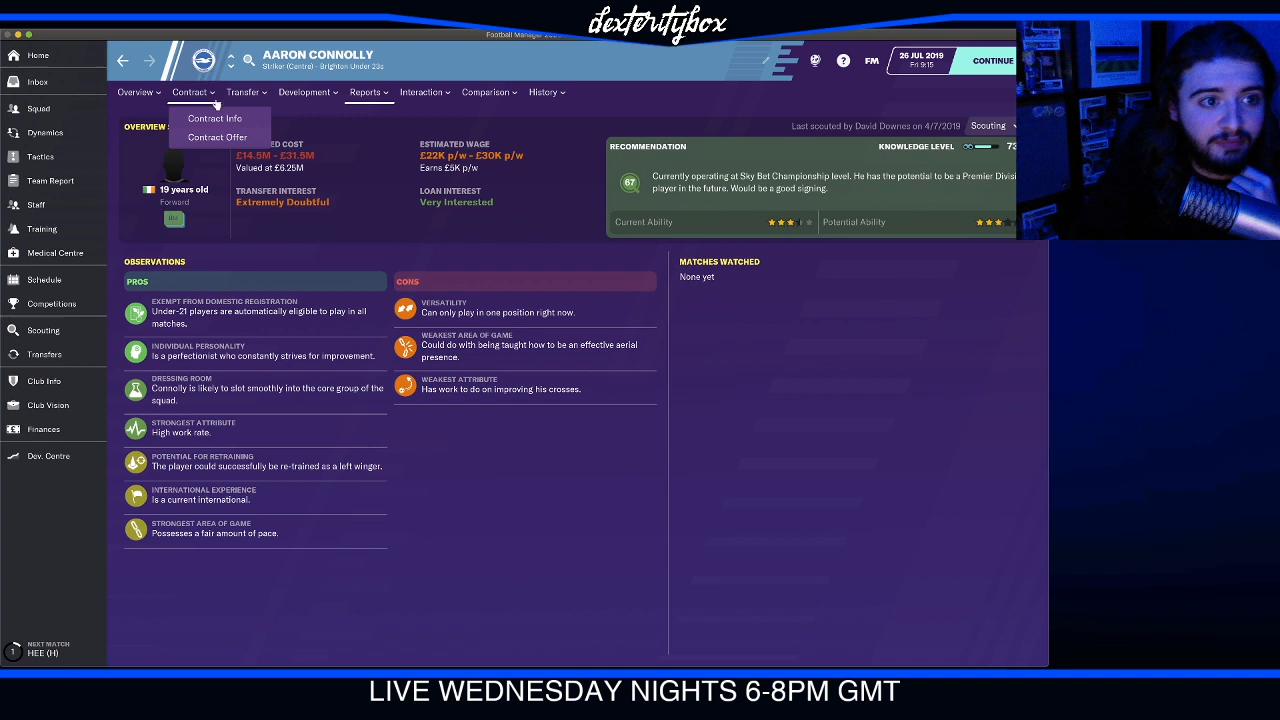 dexteritybox
Football Manager 20
AARON CONNOLLY
Striker (Centre) - Brighton Under 23s
FM
26 JUL 2019
Fri 9:15
CONTINUE
Home
Inbox
Squad
Dynamics
Tactics
Team Report
Staff
Training
Medical Centre
Schedule
Competitions
Scouting
Transfers
Club Info
Club Vision
Finances
Dev. Centre
1 NEXT MATCH
HEE (H)
Overview Contract Transfer Development Reports Interaction Comparison History
Contract Info
Contract Offer
OVERVIEW
19 years old
Forward
COST
£14.5M - £31.5M
Valued at £6.25M
ESTIMATED WAGE
£22K p/w - £30K p/w
Earns £5K p/w
TRANSFER INTEREST
Extremely Doubtful
LOAN INTEREST
Very Interested
Last scouted by David Downes on 4/7/2019
Scouting
RECOMMENDATION
KNOWLEDGE LEVEL 73
67
Currently operating at Sky Bet Championship level. He has the potential to be a Premier Divis
player in the future. Would be a good signing.
Current Ability
Potential Ability
OBSERVATIONS
PROS
EXEMPT FROM DOMESTIC REGISTRATION
Under-21 players are automatically eligible to play in all
matches.
INDIVIDUAL PERSONALITY
Is a perfectionist who constantly strives for improvement.
DRESSING ROOM
Connolly is likely to slot smoothly into the core group of the
squad.
STRONGEST ATTRIBUTE
High work rate.
POTENTIAL FOR RETRAINING
The player could successfully be re-trained as a left winger.
INTERNATIONAL EXPERIENCE
Is a current international.
STRONGEST AREA OF GAME
Possesses a fair amount of pace.
CONS
VERSATILITY
Can only play in one position right now.
WEAKEST AREA OF GAME
Could do with being taught how to be an effective aerial
presence.
WEAKEST ATTRIBUTE
Has work to do on improving his crosses.
MATCHES WATCHED
None yet
LIVE WEDNESDAY NIGHTS 6-8PM GMT